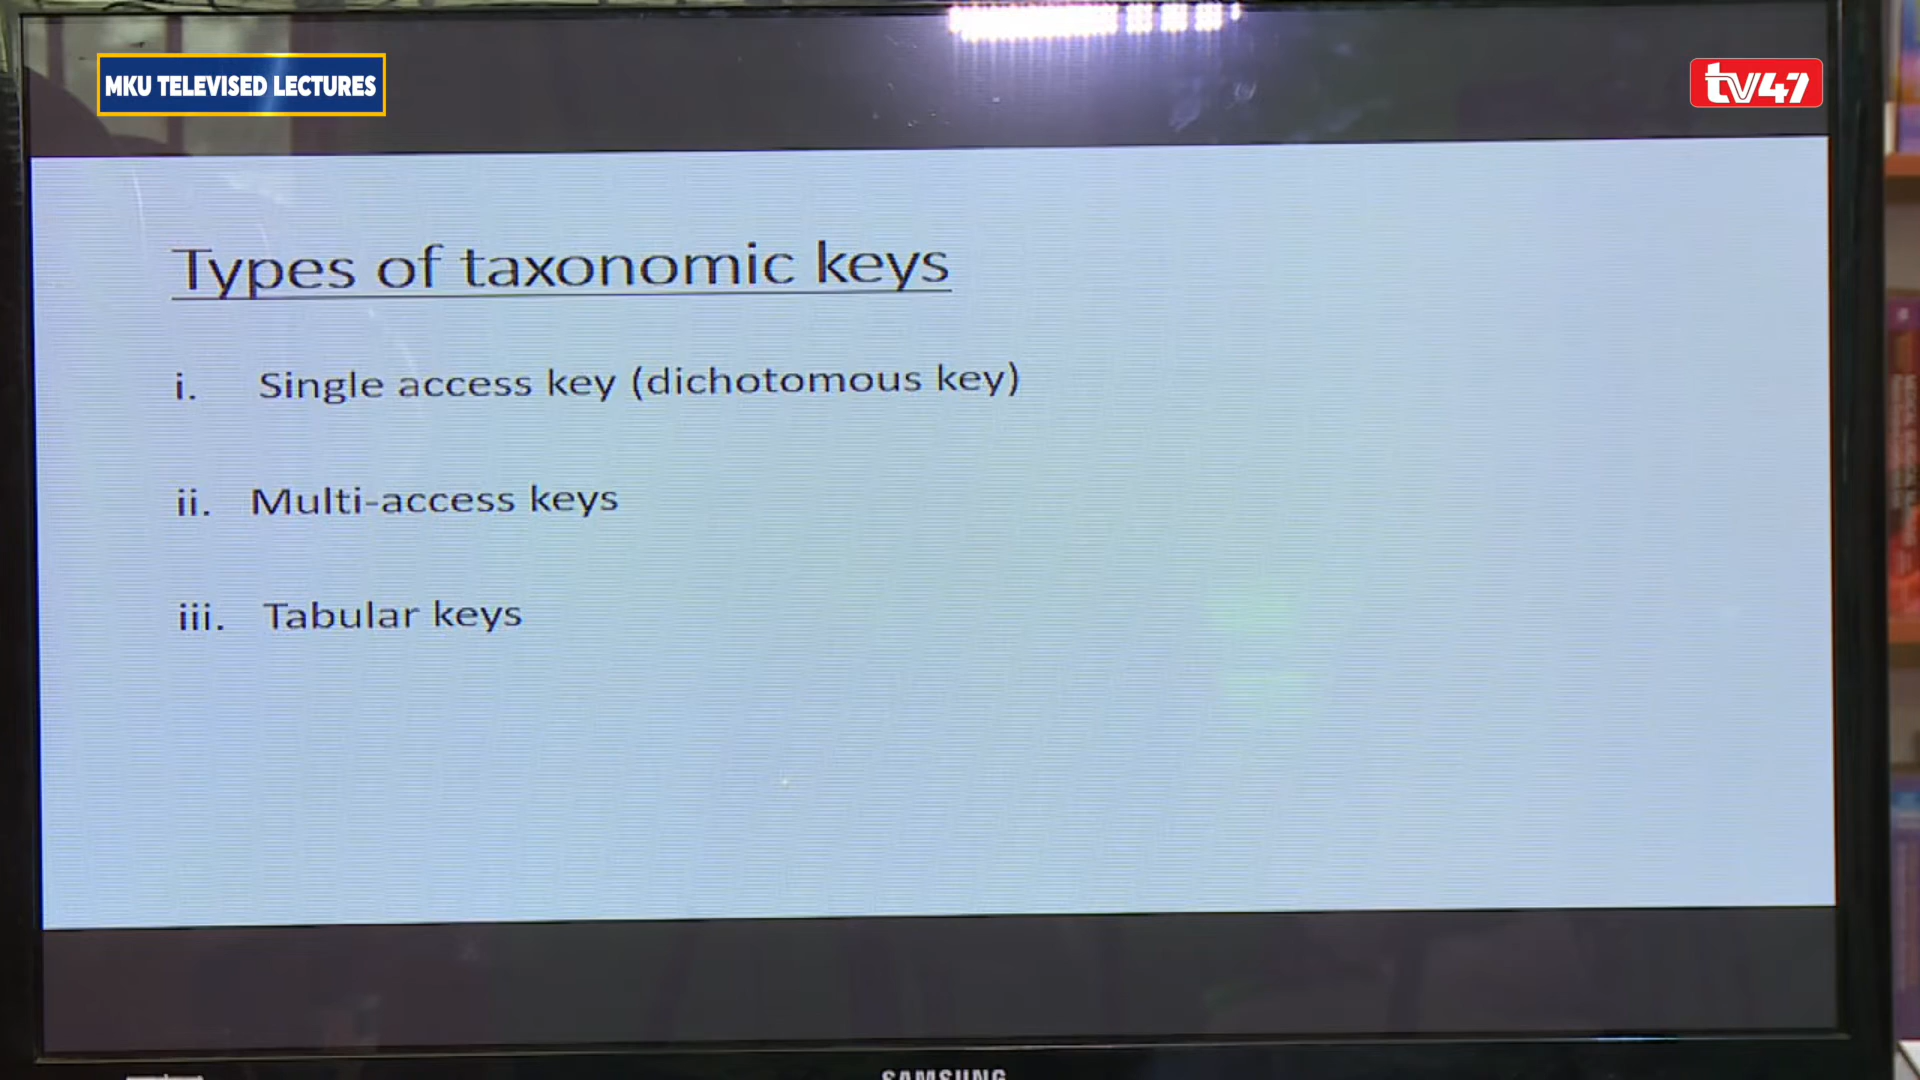 MKU TELEVISED LECTURES
tv47
Types of taxonomic keys
i. Single access key (dichotomous key)
ii. Multi-access keys
iii. Tabular keys
SAMSUNG